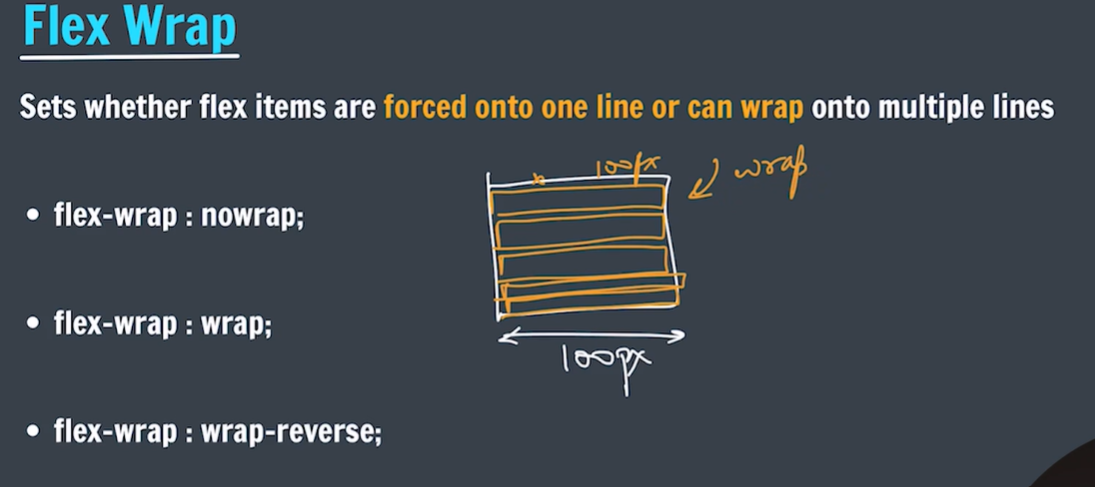 Flex Wrap
Sets whether flex items are forced onto one line or can wrap onto multiple lines
100px
wrap
• flex-wrap : nowrap;
• flex-wrap : wrap;
100px
• flex-wrap : wrap-reverse;